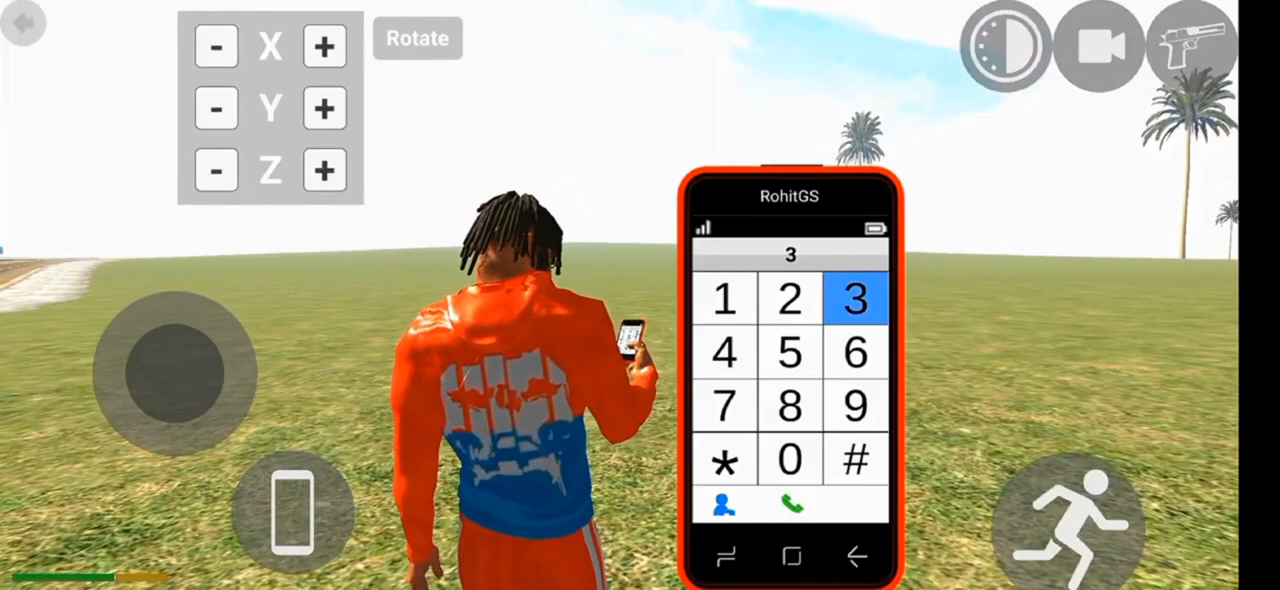 - X +
- Y +
- Z +
Rotate
RohitGS
3
1 2 3
4 5 6
7 8 9
* 0 #